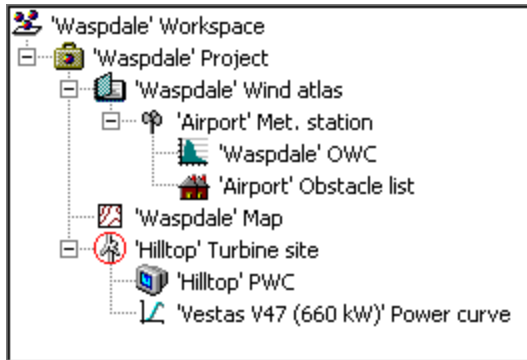 'Waspdale' Workspace
'Waspdale' Project
'Waspdale' Wind atlas
'Airport' Met. station
'Waspdale' OWC
'Airport' Obstacle list
'Waspdale' Map
'Hilltop' Turbine site
'Hilltop' PWC
'Vestas V47 (660 kW)' Power curve